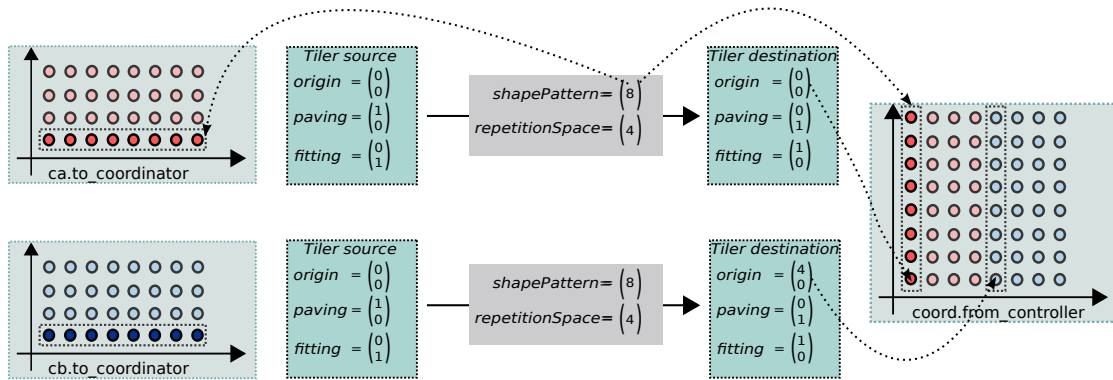 Tiler source
origin = (0 0)
paving = (1 0)
fitting = (0 1)
ca.to_coordinator
shapePattern= (8)
repetitionSpace= (4)
Tiler destination
origin = (0 0)
paving = (0 1)
fitting = (1 0)
coord.from_controller
Tiler source
origin = (0 0)
paving = (1 0)
fitting = (0 1)
cb.to_coordinator
shapePattern= (8)
repetitionSpace= (4)
Tiler destination
origin = (4 0)
paving = (0 1)
fitting = (1 0)